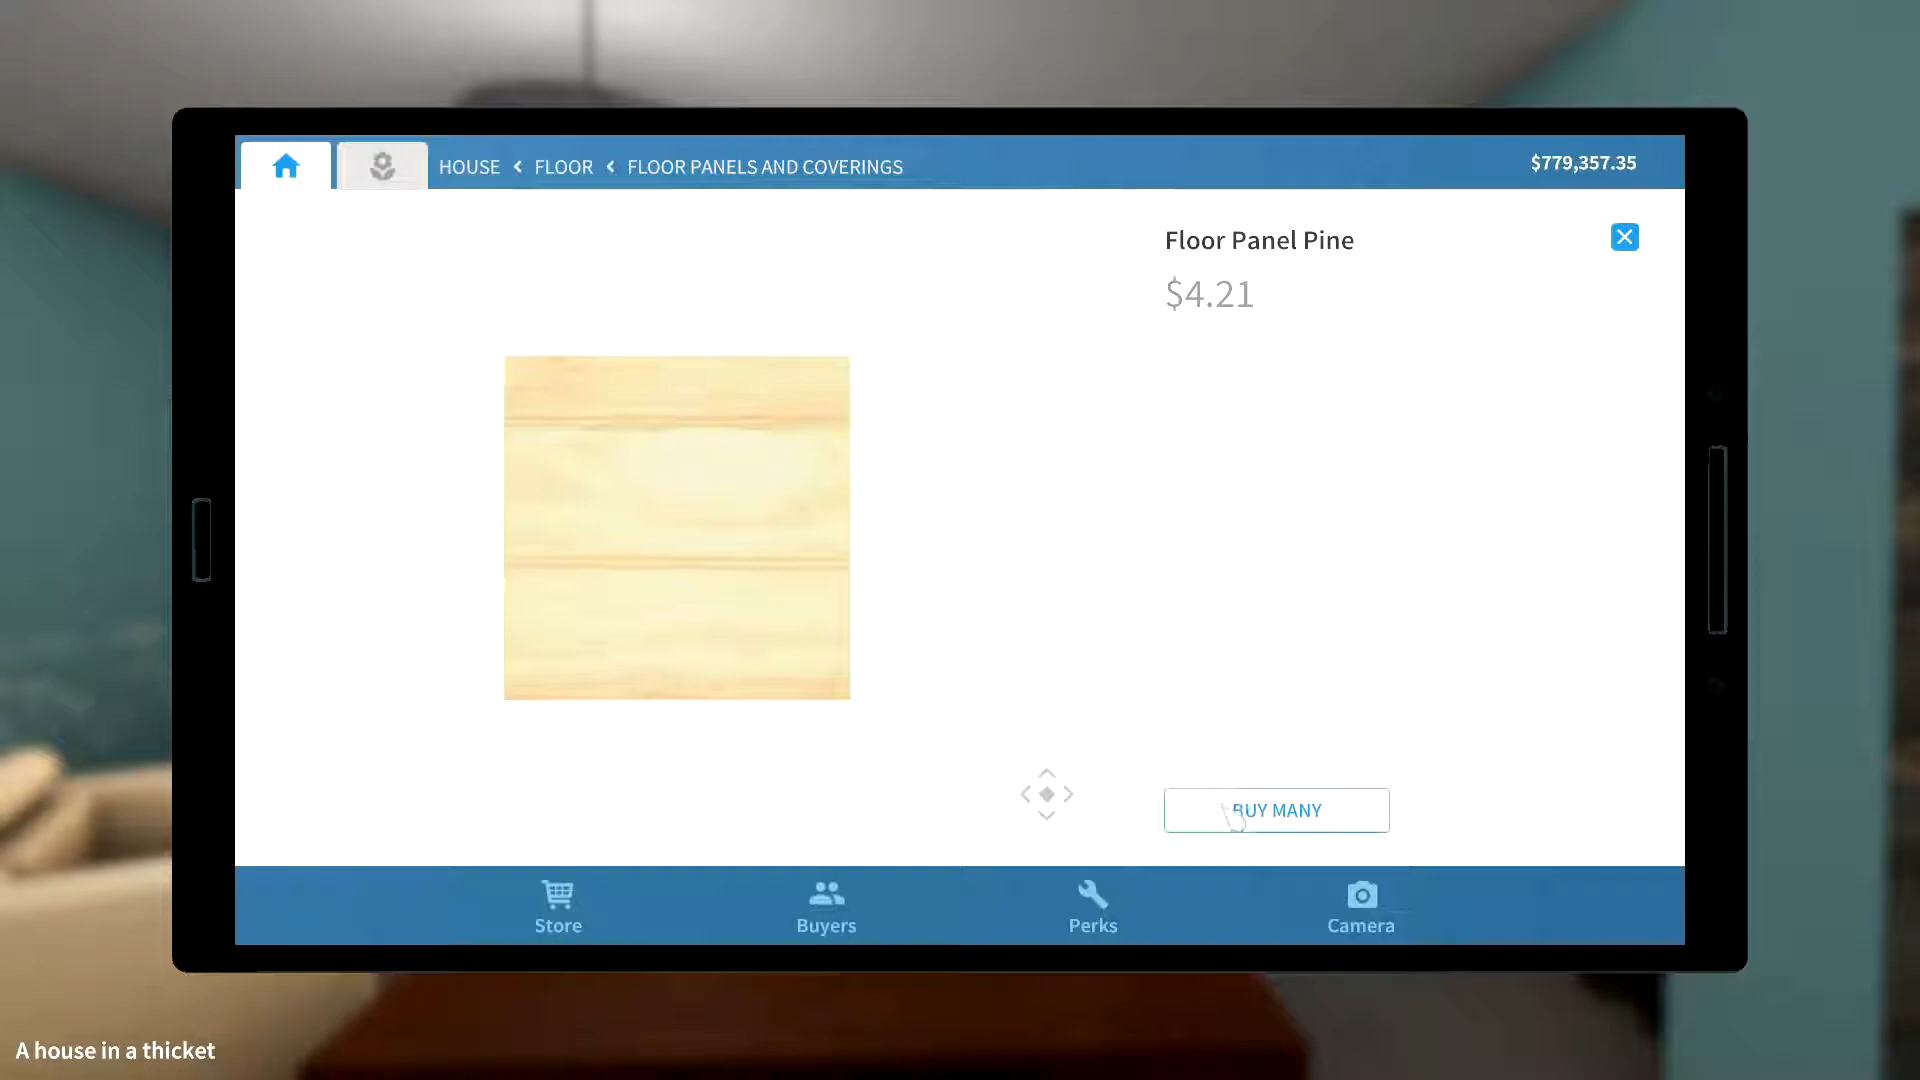 HOUSE < FLOOR < FLOOR PANELS AND COVERINGS
$779,357.35
Floor Panel Pine
$4.21
BUY MANY
Store
Buyers
Perks
Camera
A house in a thicket